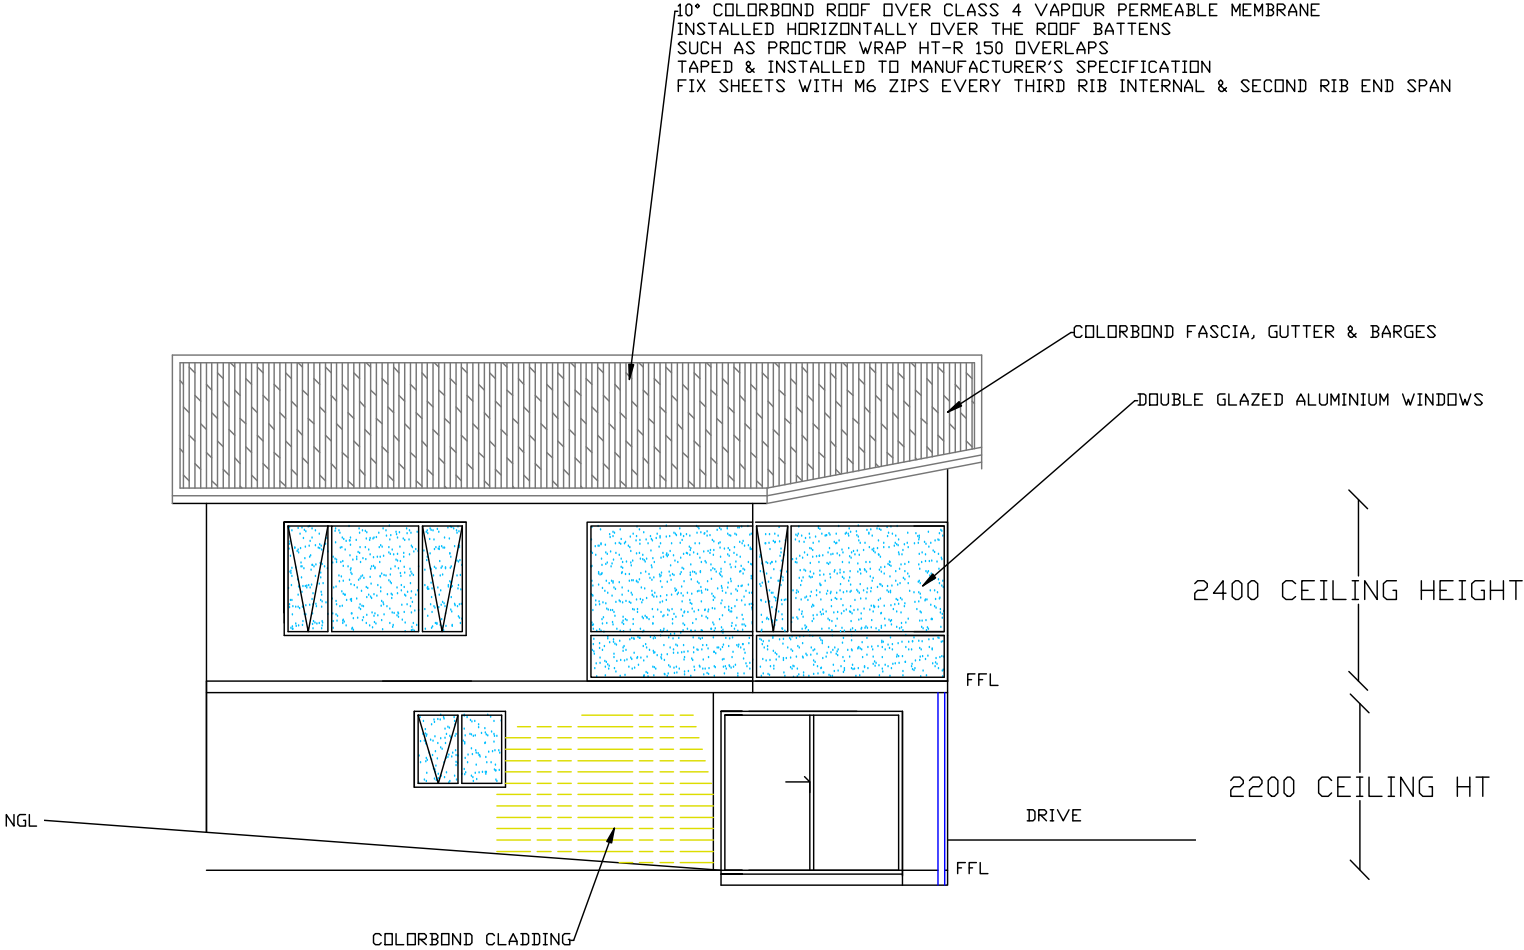 10° COLORBOND ROOF OVER CLASS 4 VAPOUR PERMEABLE MEMBRANE
INSTALLED HORIZONTALLY OVER THE ROOF BATTENS
SUCH AS PROCTOR WRAP HT-R 150 OVERLAPS
TAPED & INSTALLED TO MANUFACTURER'S SPECIFICATION
FIX SHEETS WITH M6 ZIPS EVERY THIRD RIB INTERNAL & SECOND RIB END SPAN
COLORBOND FASCIA, GUTTER & BARGES
DOUBLE GLAZED ALUMINIUM WINDOWS
2400 CEILING HEIGHT
FFL
2200 CEILING HT
DRIVE
NGL
FFL
COLORBOND CLADDING